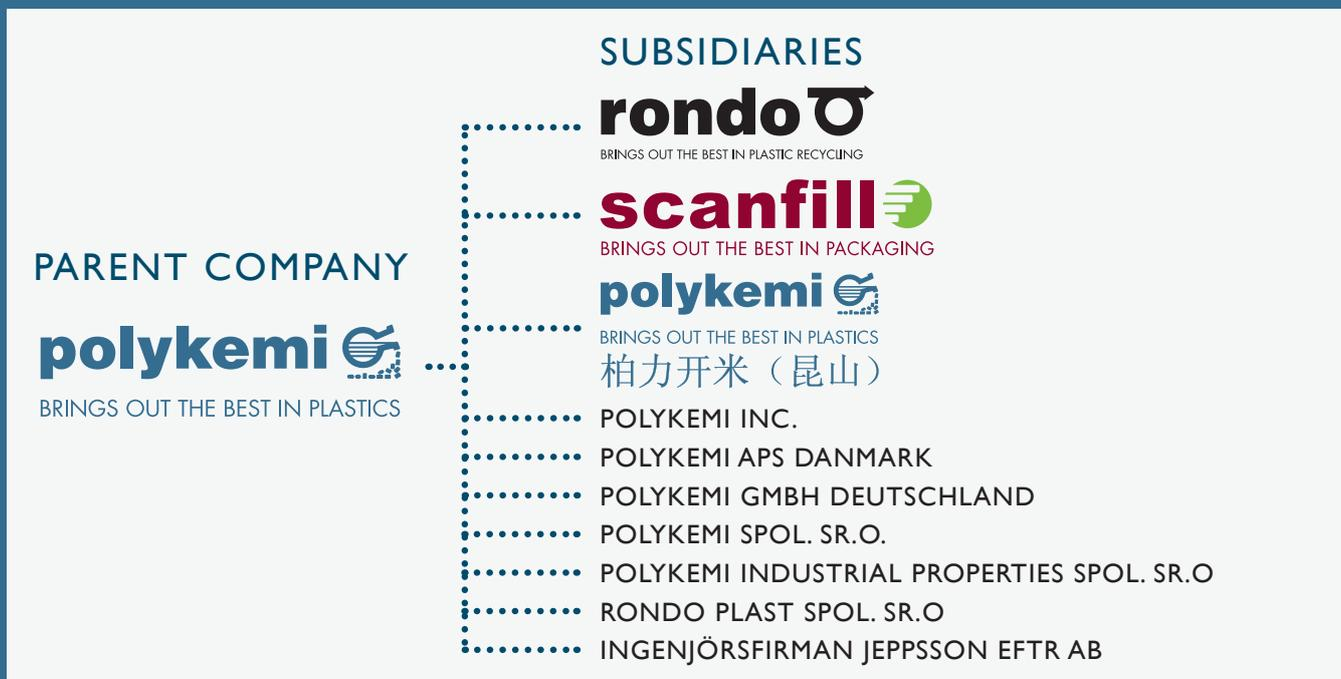 PARENT COMPANY
polykemi
BRINGS OUT THE BEST IN PLASTICS
SUBSIDIARIES
rondo
BRINGS OUT THE BEST IN PLASTIC RECYCLING
scanfill
BRINGS OUT THE BEST IN PACKAGING
polykemi
BRINGS OUT THE BEST IN PLASTICS
柏力开米（昆山）
POLYKEMI INC.
POLYKEMI APS DANMARK
POLYKEMI GMBH DEUTSCHLAND
POLYKEMI SPOL. SR.O.
POLYKEMI INDUSTRIAL PROPERTIES SPOL. SR.O
RONDO PLAST SPOL. SR.O
INGENJÖRSFIRMAN JEPPSSON EFTR AB